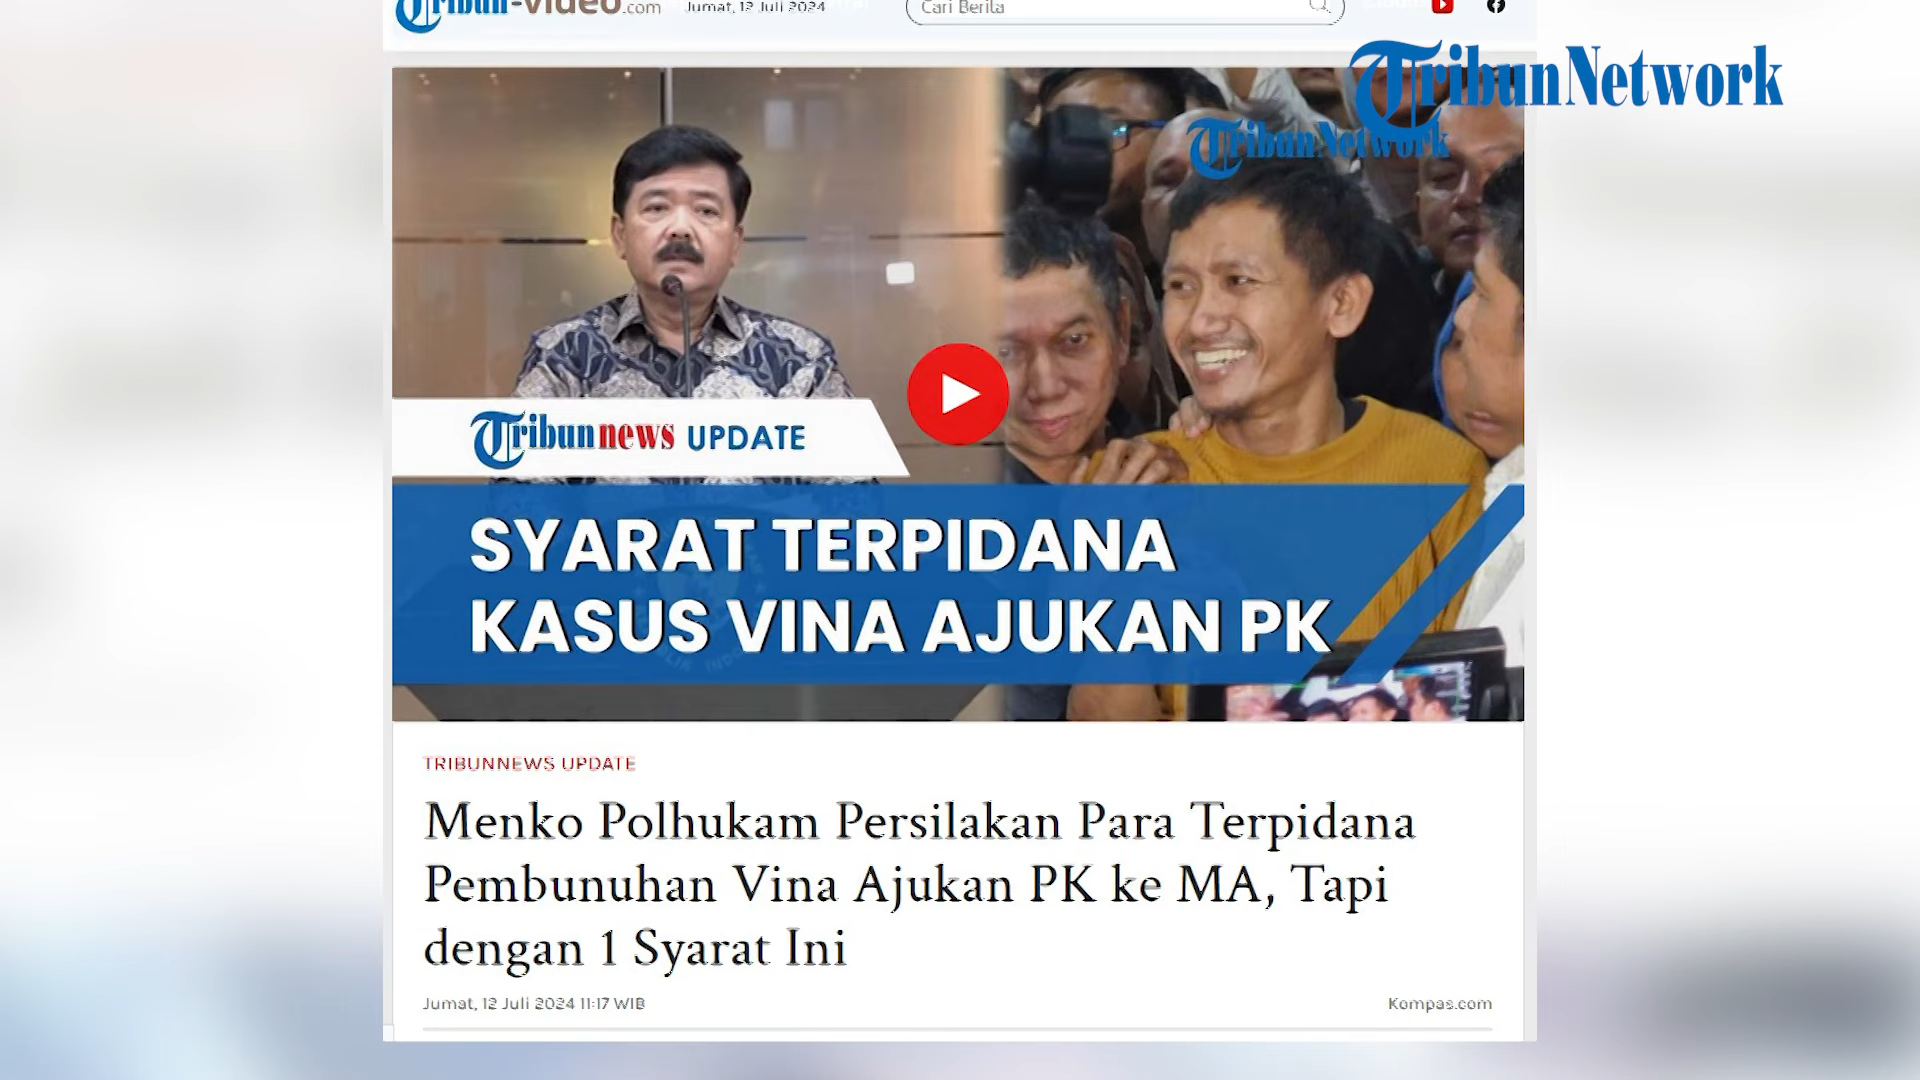 Tribun-video.com
Jumat, 12 Juli 2024
Cari Berita
TribunNetwork
TribunNetwork
Tribunnews UPDATE
SYARAT TERPIDANA
KASUS VINA AJUKAN PK
TRIBUNNEWS UPDATE
Menko Polhukam Persilakan Para Terpidana
Pembunuhan Vina Ajukan PK ke MA, Tapi
dengan 1 Syarat Ini
Jumat, 12 Juli 2024 11:17 WIB
Kompas.com